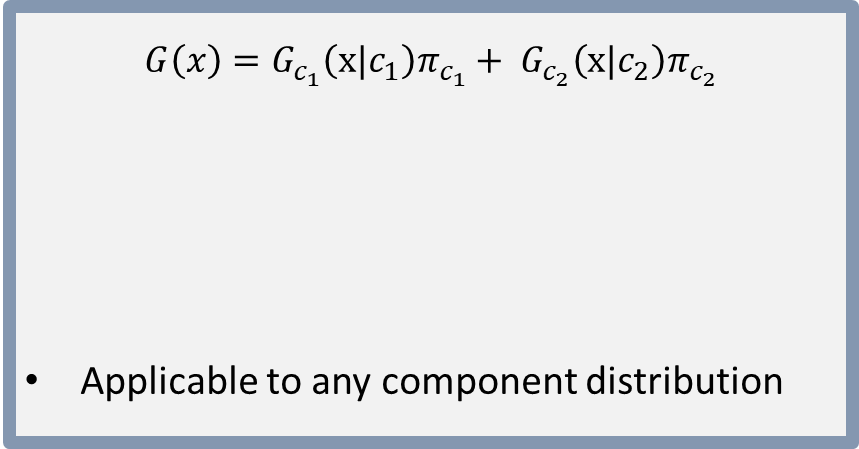 G(x) = G_{c_1}(x|c_1)π_{c_1} + G_{c_2}(x|c_2)π_{c_2}
• Applicable to any component distribution